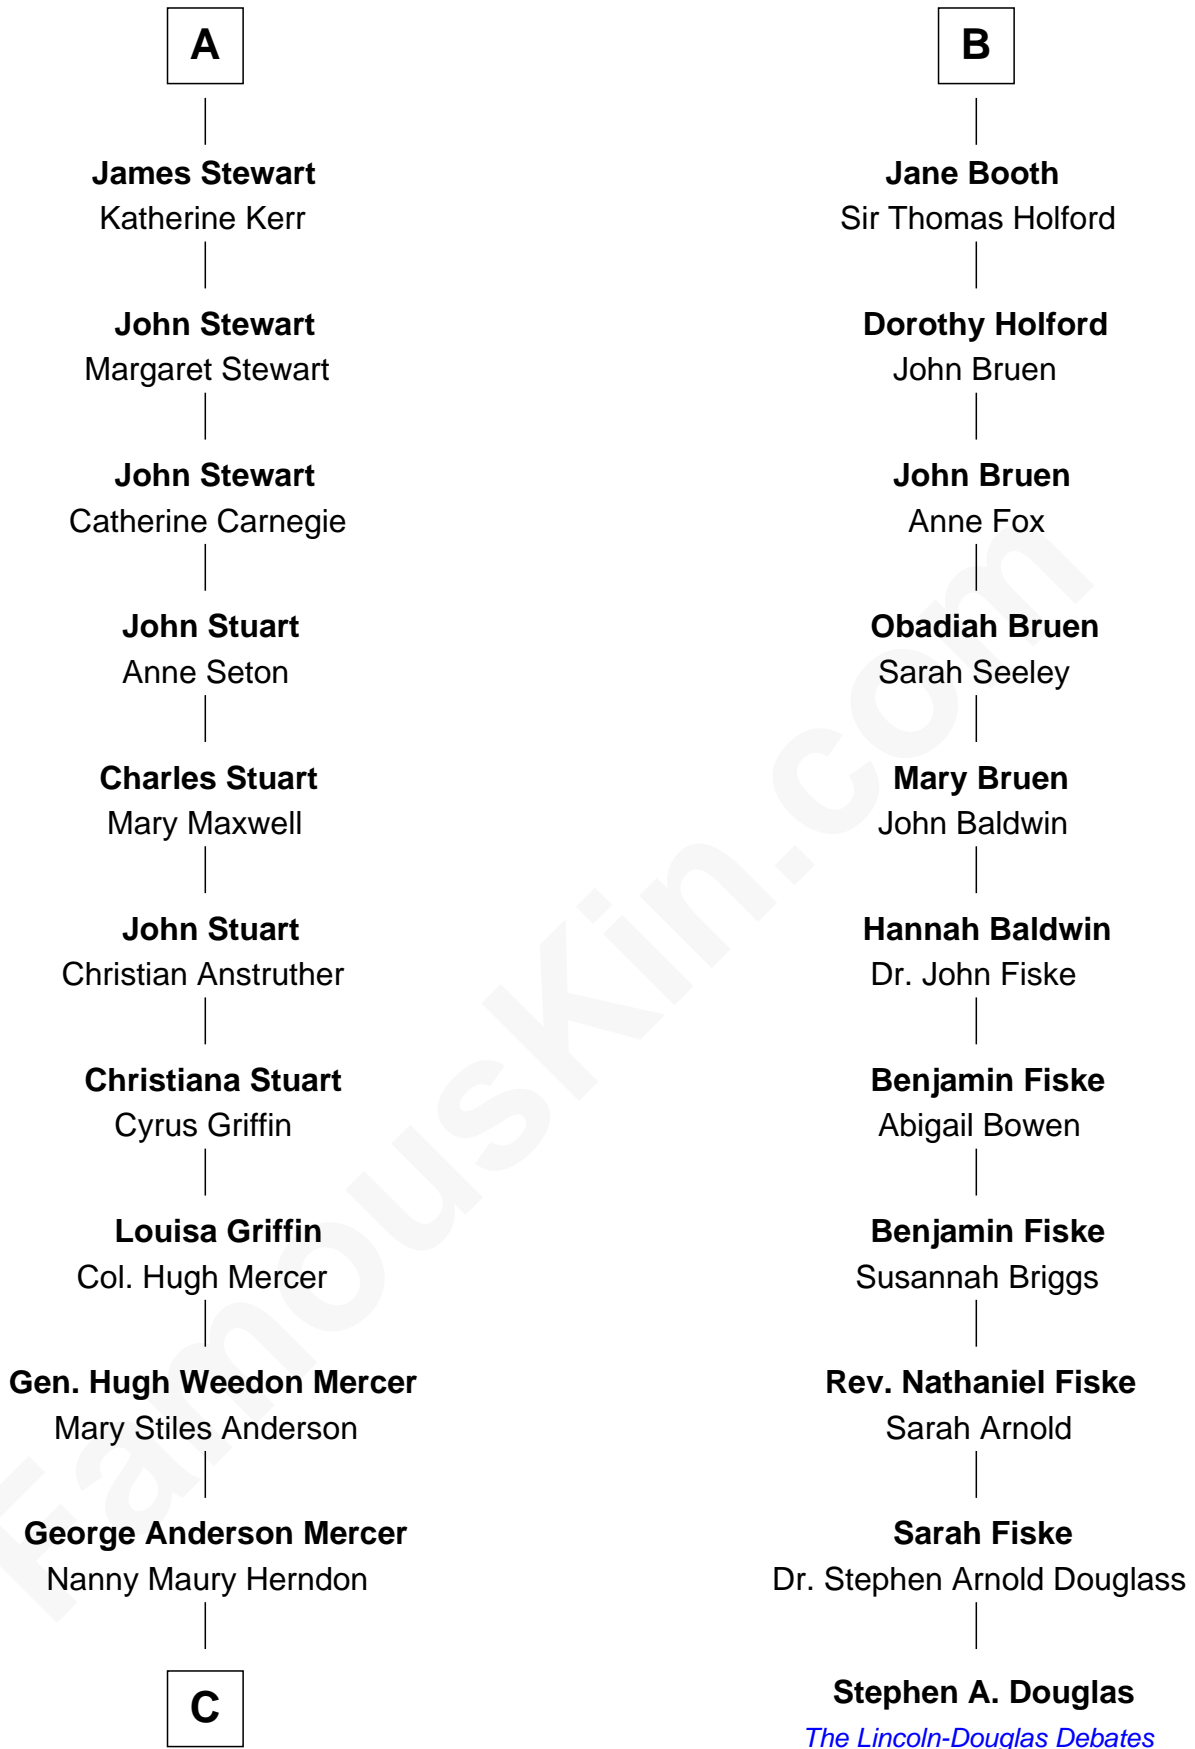 A
James Stewart
Katherine Kerr
John Stewart
Margaret Stewart
John Stewart
Catherine Carnegie
John Stuart
Anne Seton
Charles Stuart
Mary Maxwell
John Stuart
Christian Anstruther
Christiana Stuart
Cyrus Griffin
Louisa Griffin
Col. Hugh Mercer
Gen. Hugh Weedon Mercer
Mary Stiles Anderson
George Anderson Mercer
Nanny Maury Herndon
C
B
Jane Booth
Sir Thomas Holford
Dorothy Holford
John Bruen
John Bruen
Anne Fox
Obadiah Bruen
Sarah Seeley
Mary Bruen
John Baldwin
Hannah Baldwin
Dr. John Fiske
Benjamin Fiske
Abigail Bowen
Benjamin Fiske
Susannah Briggs
Rev. Nathaniel Fiske
Sarah Arnold
Sarah Fiske
Dr. Stephen Arnold Douglass
Stephen A. Douglas
The Lincoln-Douglas Debates
FamousKin.com